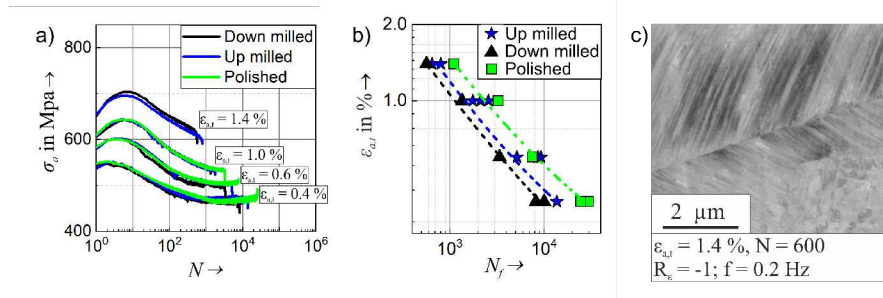 a)
Down milled
Up milled
Polished
800
600
400
σa in Mpa→
εa,t = 1.4 %
εa,t = 1.0 %
εa,t = 0.6 %
εa,t = 0.4 %
10^0 10^2 10^4 10^6
N→
b)
Up milled
Down milled
Polished
2.0
1.0
εa.t in %→
10^3 10^4
Nf→
c)
2 µm
εa,t = 1.4 %, N = 600
Rε = -1; f = 0.2 Hz